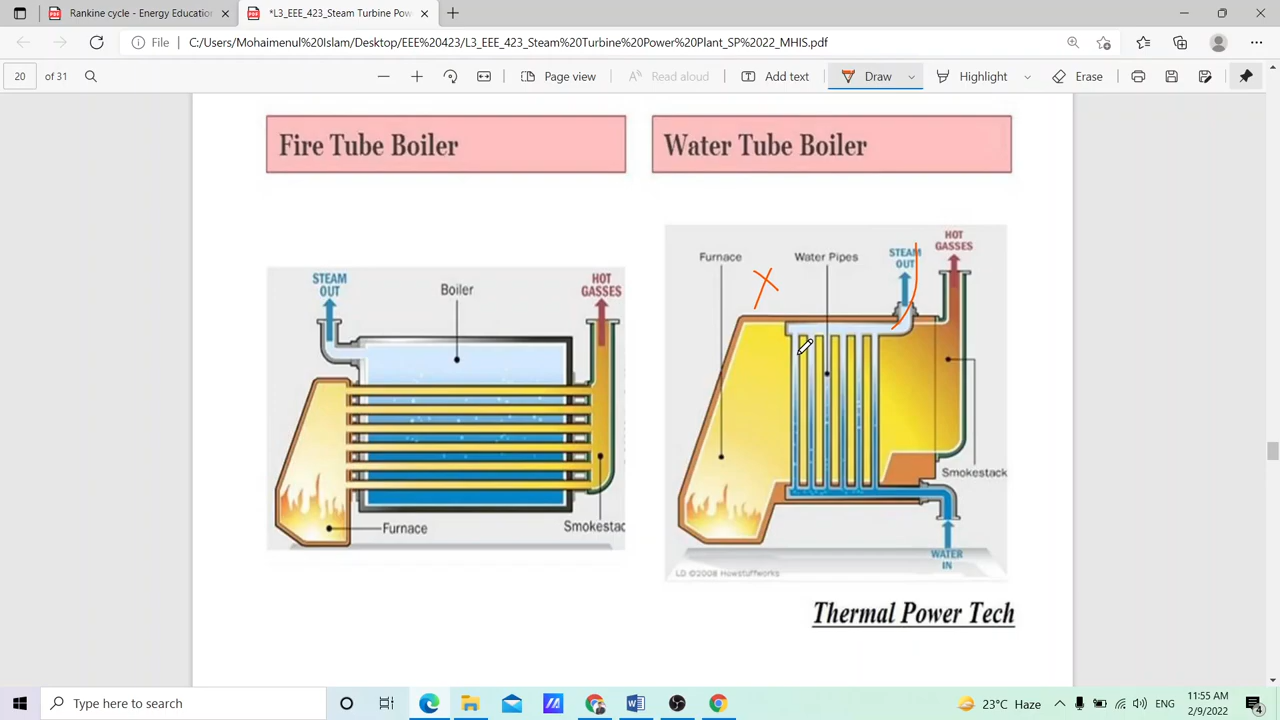 Rankine cycle - Energy Education
*L3_EEE_423_Steam Turbine Pow
File
C:/Users/Mohaimenul%20Islam/Desktop/EEE%20423/L3_EEE_423_Steam%20Turbine%20Power%20Plant_SP%2022_MHIS.pdf
20 of 31
Page view
Read aloud
Add text
Draw
Highlight
Erase
Fire Tube Boiler
Water Tube Boiler
STEAM
OUT
Boiler
HOT
GASSES
Furnace
Smokestac
Furnace
Water Pipes
STEAM
OUT
HOT
GASSES
Smokestack
WATER
IN
LD ©2008 Howstuffworks
Thermal Power Tech
Type here to search
23°C Haze
11:55 AM
2/9/2022
4